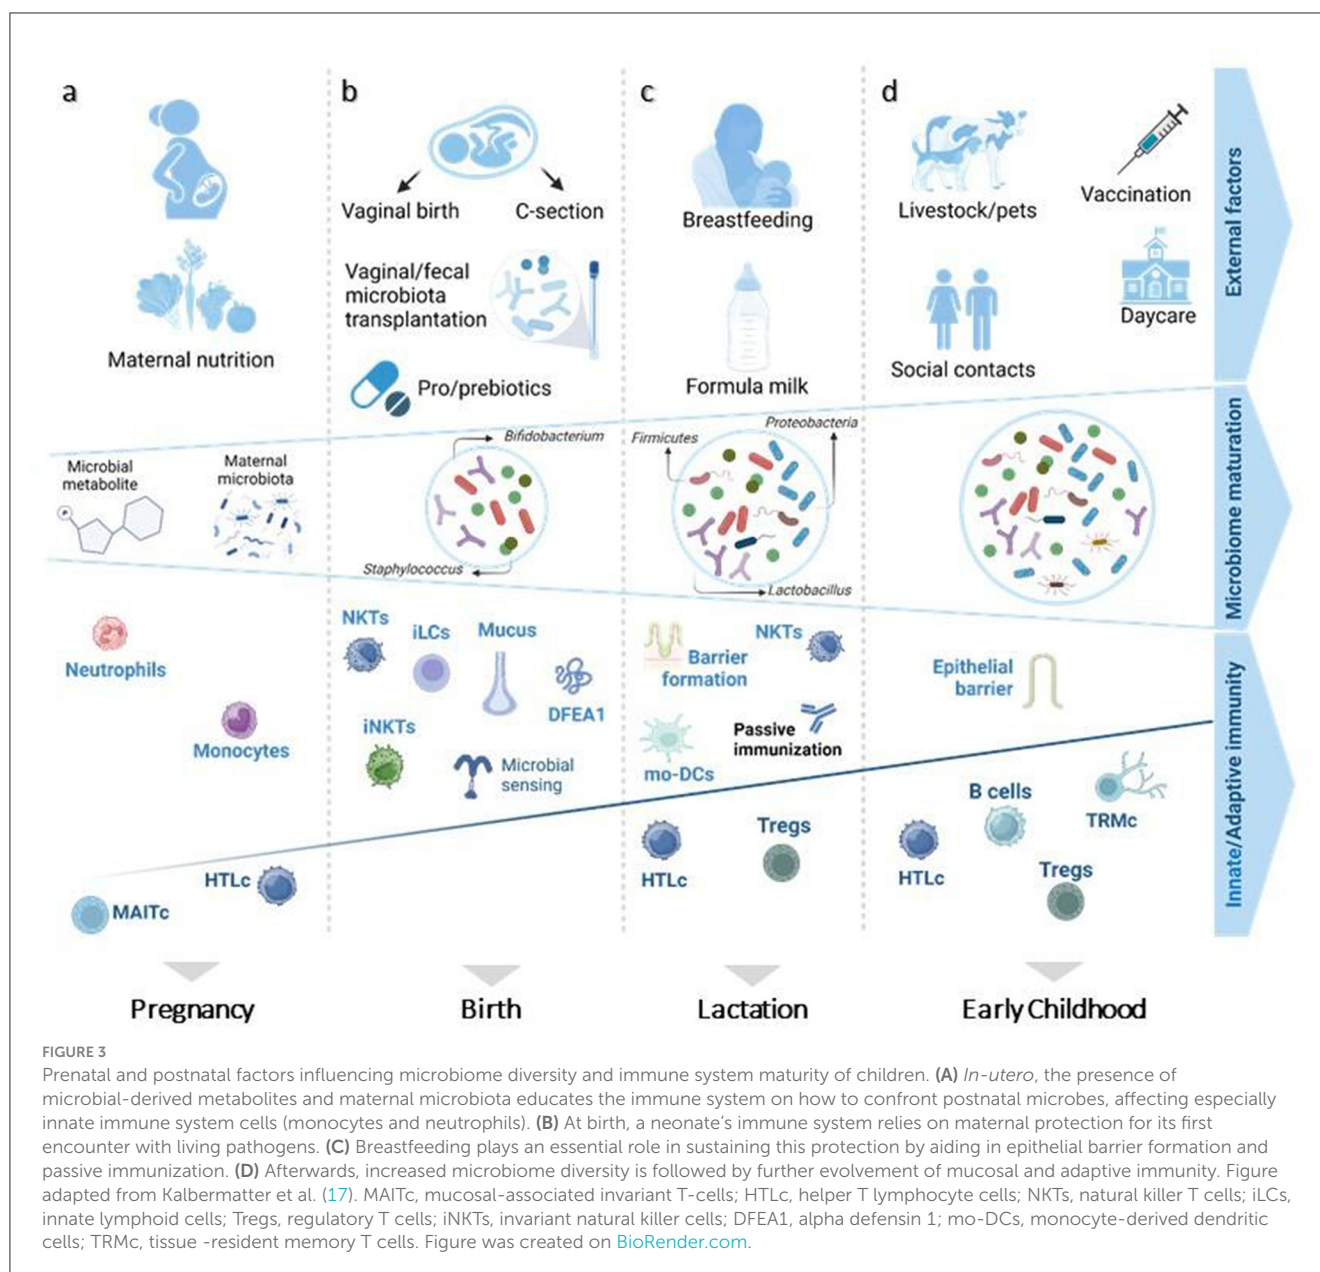 a
b
c
d
Vaginal birth
C-section
Vaginal/fecal
microbiota
transplantation
Maternal nutrition
Pro/prebiotics
Breastfeeding
Formula milk
Livestock/pets
Vaccination
Social contacts
Daycare
External factors
Microbial
metabolite
P
Maternal
microbiota
Bifidobacterium
Staphylococcus
Firmicutes
Proteobacteria
Lactobacillus
Microbiome maturation
Neutrophils
Monocytes
HTLc
MAITc
NKTs
iLCs
Mucus
DFEA1
iNKTs
Microbial
sensing
Barrier
formation
NKTs
mo-DCs
Passive
immunization
HTLc
Tregs
Epithelial
barrier
B cells
TRMc
HTLc
Tregs
Innate/Adaptive immunity
Pregnancy
Birth
Lactation
Early Childhood
FIGURE 3
Prenatal and postnatal factors influencing microbiome diversity and immune system maturity of children. (A) In-utero, the presence of
microbial-derived metabolites and maternal microbiota educates the immune system on how to confront postnatal microbes, affecting especially
innate immune system cells (monocytes and neutrophils). (B) At birth, a neonate's immune system relies on maternal protection for its first
encounter with living pathogens. (C) Breastfeeding plays an essential role in sustaining this protection by aiding in epithelial barrier formation and
passive immunization. (D) Afterwards, increased microbiome diversity is followed by further evolvement of mucosal and adaptive immunity. Figure
adapted from Kalbermatter et al. (17). MAITc, mucosal-associated invariant T-cells; HTLc, helper T lymphocyte cells; NKTs, natural killer T cells; iLCs,
innate lymphoid cells; Tregs, regulatory T cells; iNKTs, invariant natural killer cells; DFEA1, alpha defensin 1; mo-DCs, monocyte-derived dendritic
cells; TRMc, tissue -resident memory T cells. Figure was created on BioRender.com.